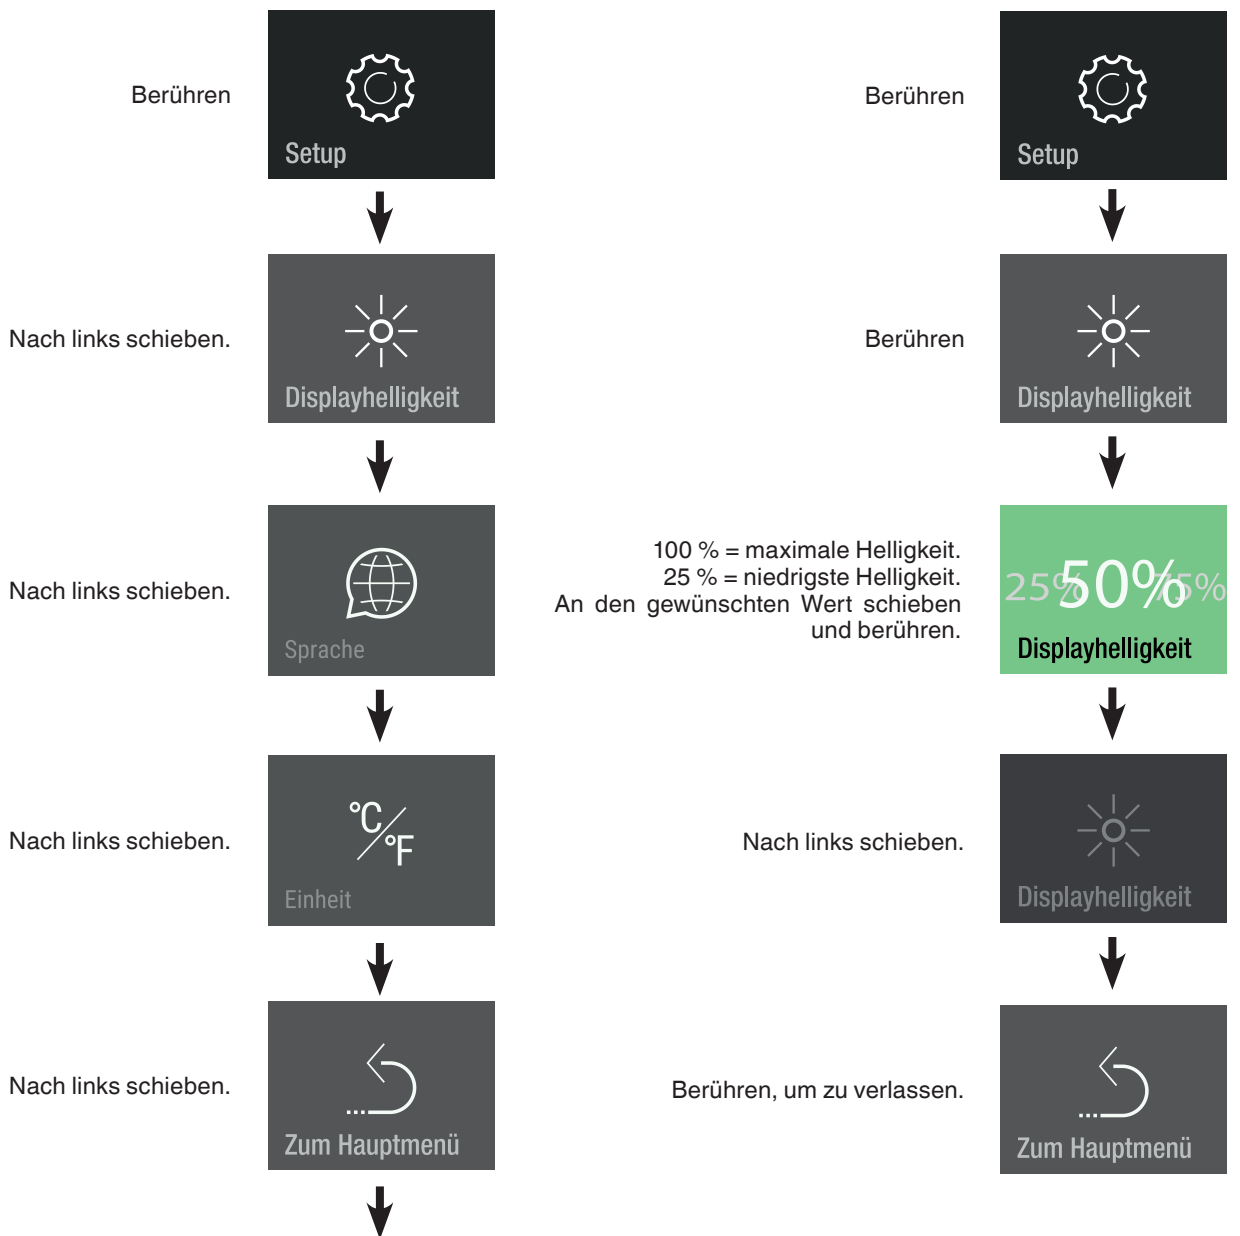 Berühren
Setup
Nach links schieben.
Displayhelligkeit
Nach links schieben.
Sprache
Nach links schieben.
°C/°F
Einheit
Nach links schieben.
Zum Hauptmenü
Berühren
Setup
Berühren
Displayhelligkeit
100 % = maximale Helligkeit.
25 % = niedrigste Helligkeit.
An den gewünschten Wert schieben
und berühren.
25% 50% 75%
Displayhelligkeit
Nach links schieben.
Displayhelligkeit
Berühren, um zu verlassen.
Zum Hauptmenü